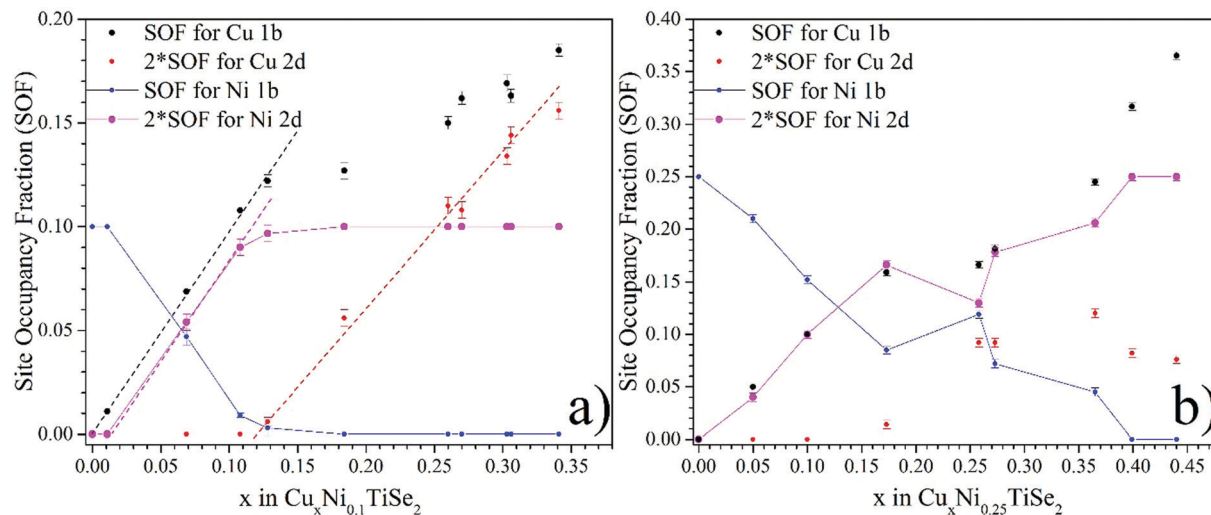 0.20
SOF for Cu 1b
2*SOF for Cu 2d
SOF for Ni 1b
2*SOF for Ni 2d
0.15
0.10
0.05
0.00
Site Occupancy Fraction (SOF)
a)
0.00 0.05 0.10 0.15 0.20 0.25 0.30 0.35
x in CuₓNi₀.₁TiSe₂
0.40
SOF for Cu 1b
2*SOF for Cu 2d
SOF for Ni 1b
2*SOF for Ni 2d
0.35
0.30
0.25
0.20
0.15
0.10
0.05
0.00
Site Occupancy Fraction (SOF)
b)
0.00 0.05 0.10 0.15 0.20 0.25 0.30 0.35 0.40 0.45
x in CuₓNi₀.₂₅TiSe₂